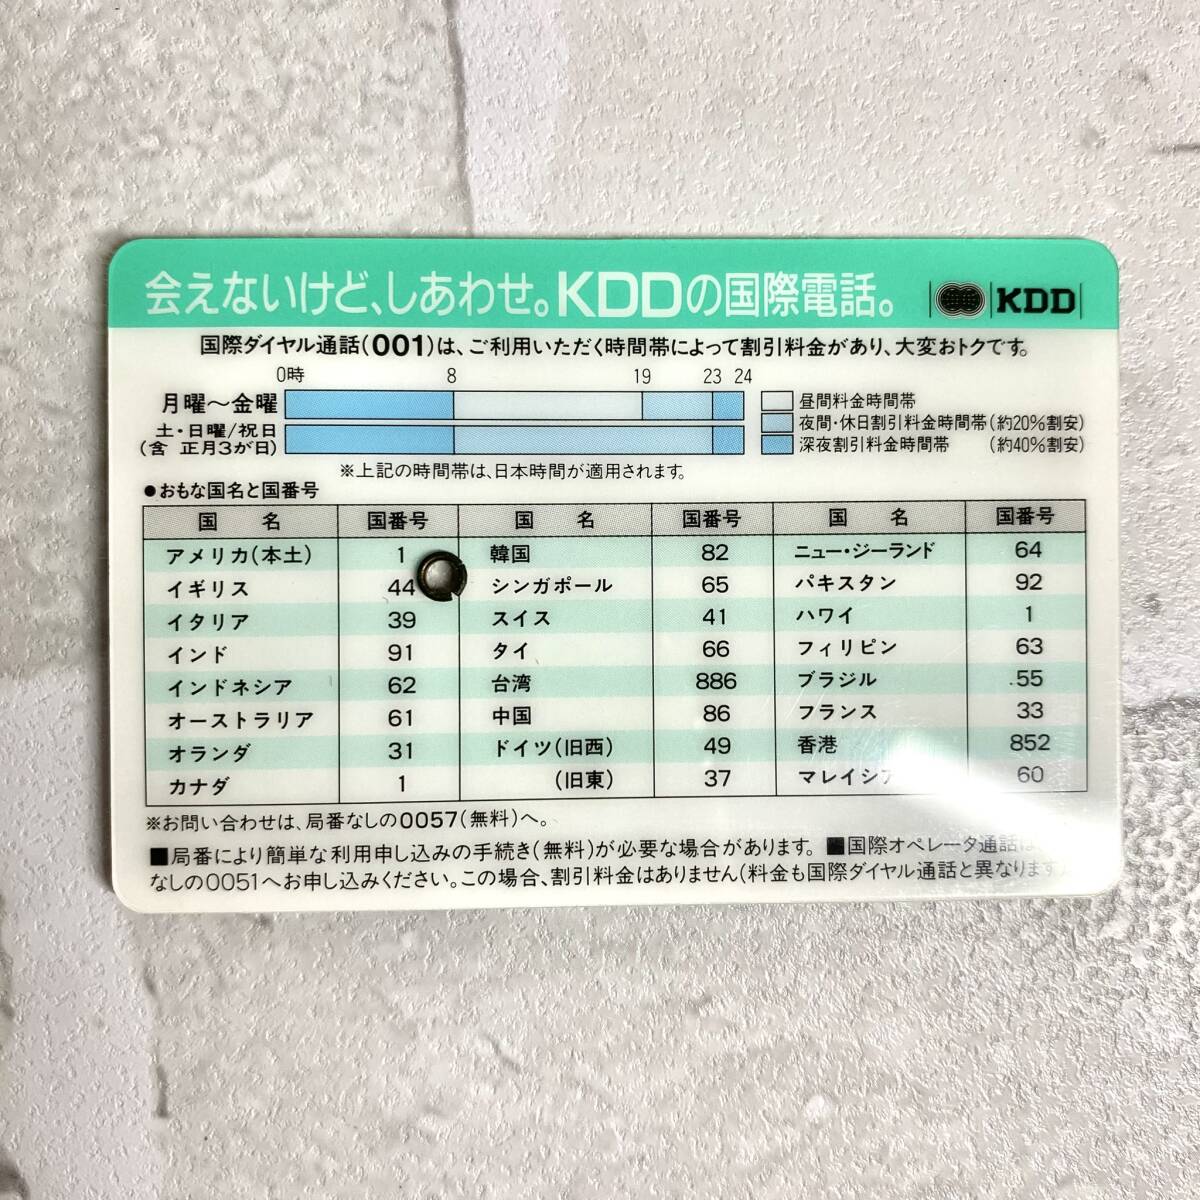 会えないけど、しあわせ。KDDの国際電話。 KDD
国際ダイヤル通話(001)は、ご利用いただく時間帯によって割引料金があり、大変おトクです。
0時 8 19 23 24
月曜～金曜
土・日曜/祝日
(含 正月3が日)
昼間料金時間帯
夜間・休日割引料金時間帯(約20%割安)
深夜割引料金時間帯 (約40%割安)
※上記の時間帯は、日本時間が適用されます。
●おもな国名と国番号
国名 国番号 国名 国番号 国名 国番号
アメリカ(本土) 1 韓国 82 ニュー・ジーランド 64
イギリス 44 シンガポール 65 パキスタン 92
イタリア 39 スイス 41 ハワイ 1
インド 91 タイ 66 フィリピン 63
インドネシア 62 台湾 886 ブラジル 55
オーストラリア 61 中国 86 フランス 33
オランダ 31 ドイツ(旧西) 49 香港 852
カナダ 1 (旧東) 37 マレイシア 60
※お問い合わせは、局番なしの0057(無料)へ。
■局番により簡単な利用申し込みの手続き(無料)が必要な場合があります。■国際オペレータ通話は
なしの0051へお申し込みください。この場合、割引料金はありません(料金も国際ダイヤル通話と異なります)